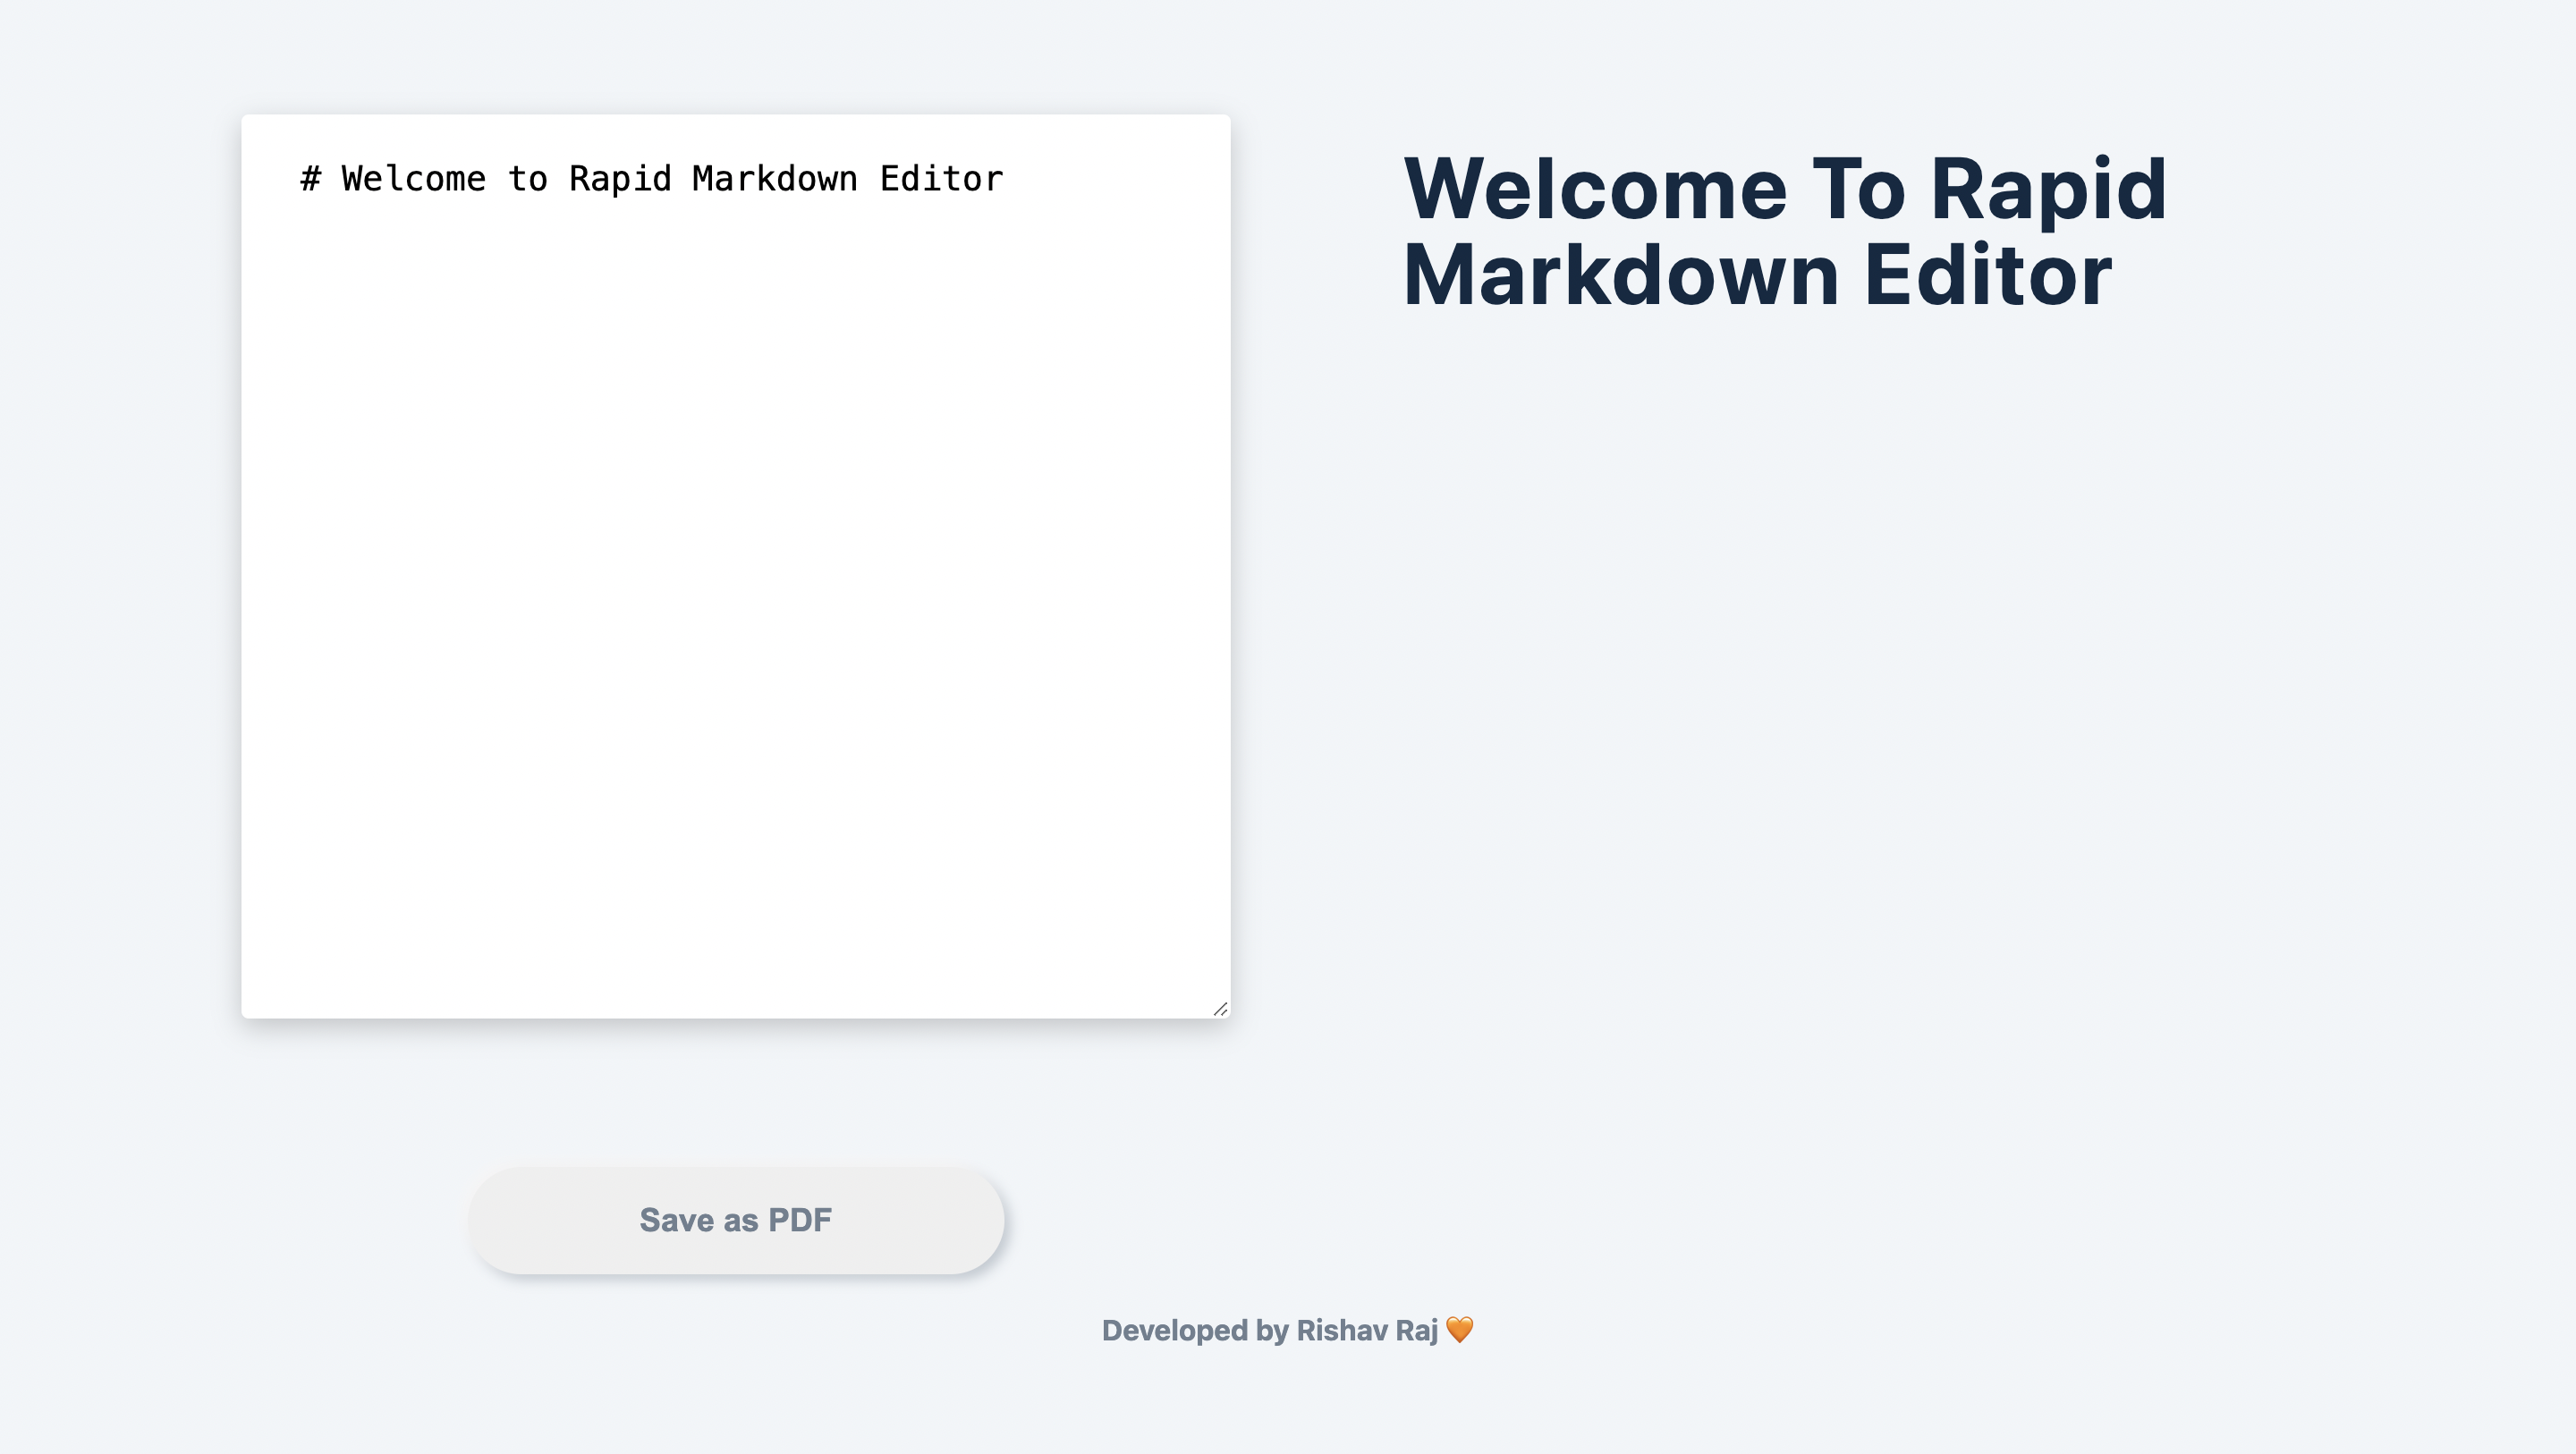 # Welcome to Rapid Markdown Editor
Welcome To Rapid
Markdown Editor
Save as PDF
Developed by Rishav Raj 🧡